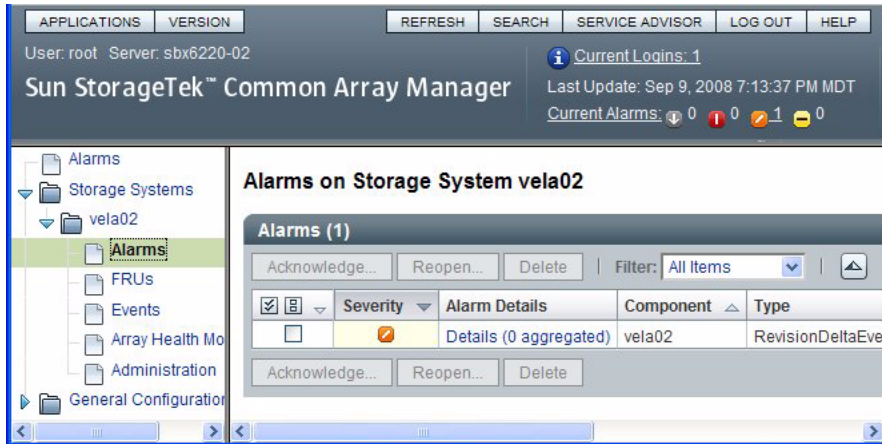 APPLICATIONS VERSION REFRESH SEARCH SERVICE ADVISOR LOG OUT HELP
User: root Server: sbx6220-02
Current Logins: 1
Sun StorageTek™ Common Array Manager
Last Update: Sep 9, 2008 7:13:37 PM MDT
Current Alarms: 0 0 1 0
Alarms
Storage Systems
vela02
Alarms
FRUs
Events
Array Health Mo
Administration
General Configuration
Alarms on Storage System vela02
Alarms (1)
Acknowledge... Reopen... Delete | Filter: All Items |
Severity Alarm Details Component Type
Details (0 aggregated) vela02 RevisionDeltaEve
Acknowledge... Reopen... Delete